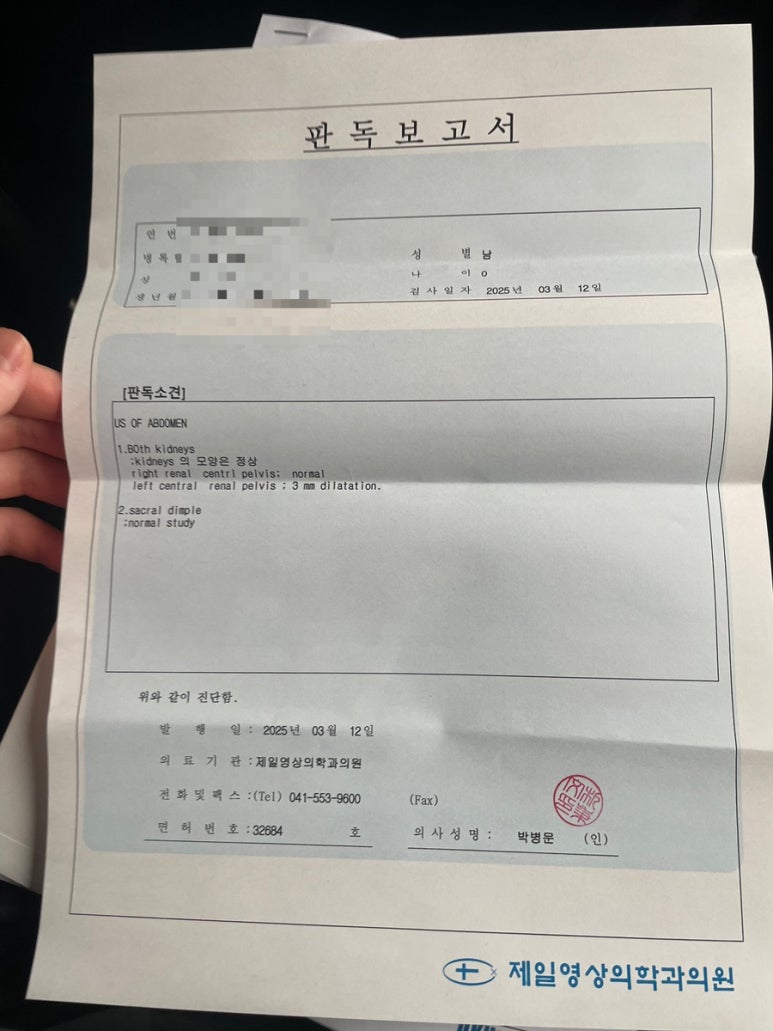 판독보고서
연 번
병록
성 별 남
성
나 이 0
생년월
검사일자 2025년 03월 12일
[판독소견]
US OF ABDOMEN
1.BOth kidneys
:kidneys 의 모양은 정상
right renal centrl pelvis: normal
left central renal pelvis : 3 mm dilatation.
2.sacral dimple
:normal study
위와 같이 진단함.
발 행 일 : 2025년 03월 12일
의 료 기 관 : 제일영상의학과의원
전화및팩스 :(Tel) 041-553-9600 (Fax)
면 허 번 호 : 32684 호 의사성명 : 박병문 (인)
제일영상의학과의원